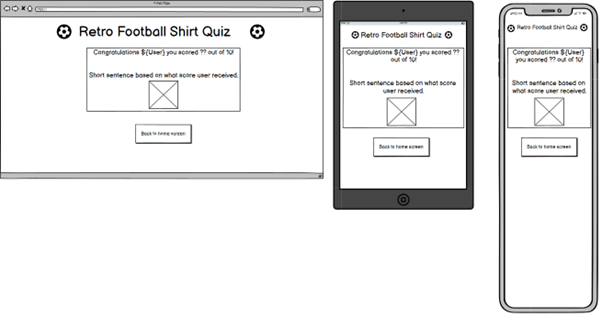 Retro Football Shirt Quiz
Congratulations ${User} you scored ?? out of 10!
Short sentence based on what score user received.
Back to home screen
Retro Football Shirt Quiz
Congratulations ${User} you scored ??
out of 10!
Short sentence based on what score
user received.
Back to home screen
Retro Football Shirt Quiz
Congratulations ${User}
you scored ?? out of 10!
Short sentence based on
what score user received.
Back to home screen